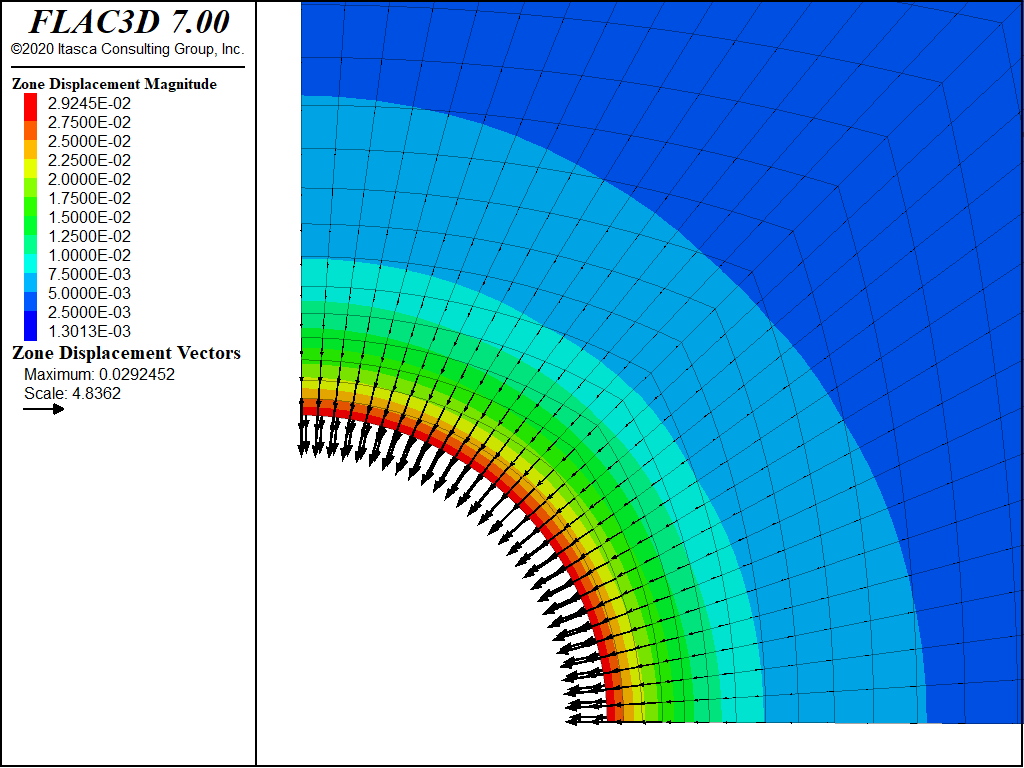 FLAC3D 7.00
©2020 Itasca Consulting Group, Inc.
Zone Displacement Magnitude
2.9245E-02
2.7500E-02
2.5000E-02
2.2500E-02
2.0000E-02
1.7500E-02
1.5000E-02
1.2500E-02
1.0000E-02
7.5000E-03
5.0000E-03
2.5000E-03
1.3013E-03
Zone Displacement Vectors
Maximum: 0.0292452
Scale: 4.8362